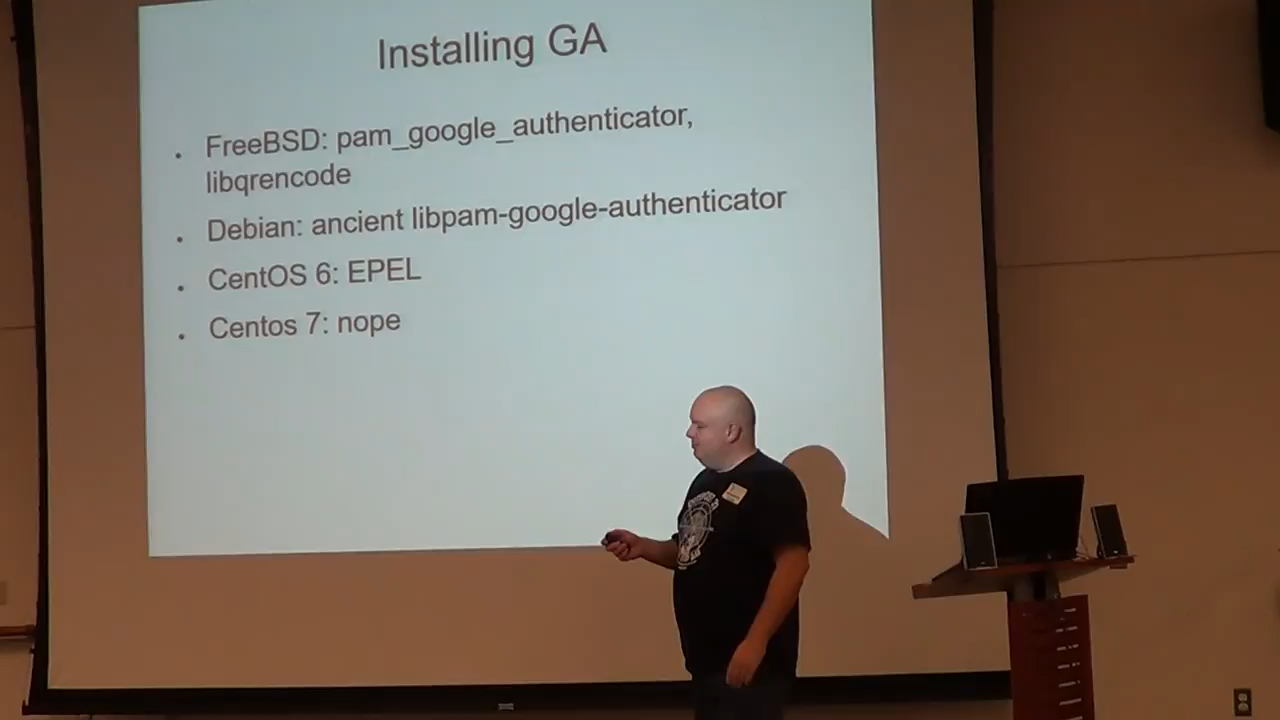 Installing GA
FreeBSD: pam_google_authenticator,
libqrencode
Debian: ancient libpam-google-authenticator
CentOS 6: EPEL
Centos 7: nope